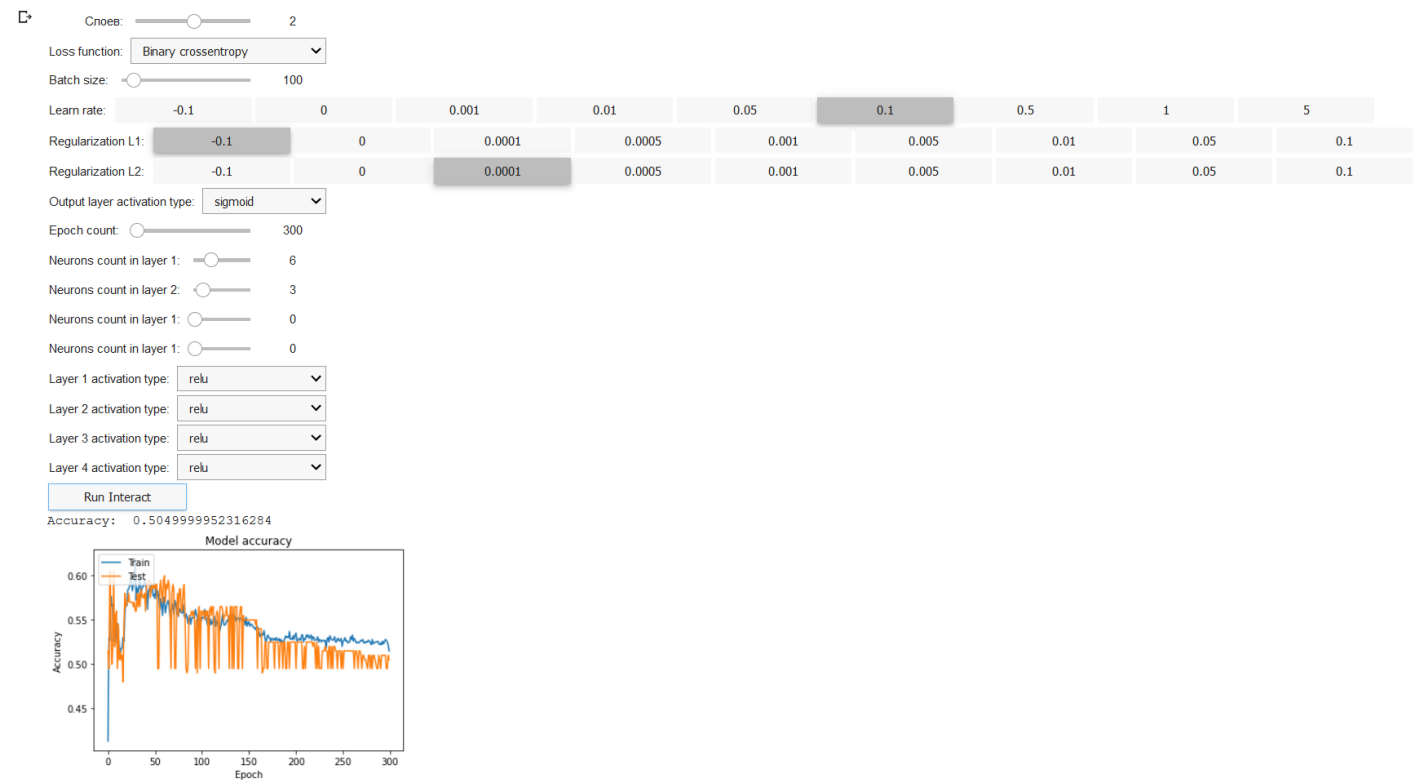 Слоев: 2
Loss function: Binary crossentropy
Batch size: 100
Learn rate: -0.1 0 0.001 0.01 0.05 0.1 0.5 1 5
Regularization L1: -0.1 0 0.0001 0.0005 0.001 0.005 0.01 0.05 0.1
Regularization L2: -0.1 0 0.0001 0.0005 0.001 0.005 0.01 0.05 0.1
Output layer activation type: sigmoid
Epoch count: 300
Neurons count in layer 1: 6
Neurons count in layer 2: 3
Neurons count in layer 1: 0
Neurons count in layer 1: 0
Layer 1 activation type: relu
Layer 2 activation type: relu
Layer 3 activation type: relu
Layer 4 activation type: relu
Run Interact
Accuracy: 0.5049999952316284
Model accuracy
Train
Test
0.60
0.55
0.50
0.45
Accuracy
0 50 100 150 200 250 300
Epoch